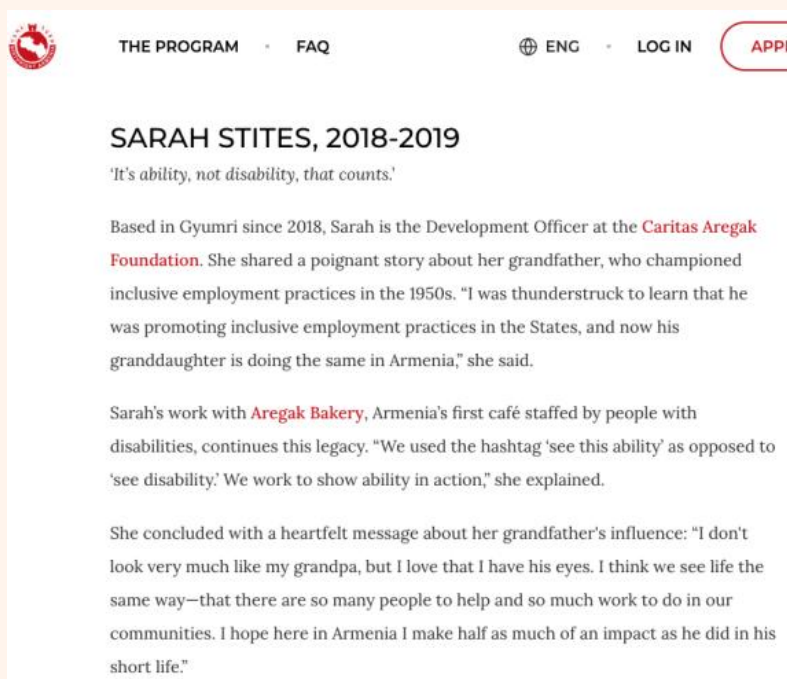 THE PROGRAM • FAQ ENG • LOG IN
SARAH STITES, 2018-2019
‘It’s ability, not disability, that counts.’
Based in Gyumri since 2018, Sarah is the Development Officer at the Caritas Aregak
Foundation. She shared a poignant story about her grandfather, who championed
inclusive employment practices in the 1950s. “I was thunderstruck to learn that he
was promoting inclusive employment practices in the States, and now his
granddaughter is doing the same in Armenia,” she said.
Sarah’s work with Aregak Bakery, Armenia’s first café staffed by people with
disabilities, continues this legacy. “We used the hashtag ‘see this ability’ as opposed to
‘see disability.’ We work to show ability in action,” she explained.
She concluded with a heartfelt message about her grandfather's influence: “I don't
look very much like my grandpa, but I love that I have his eyes. I think we see life the
same way—that there are so many people to help and so much work to do in our
communities. I hope here in Armenia I make half as much of an impact as he did in his
short life.”